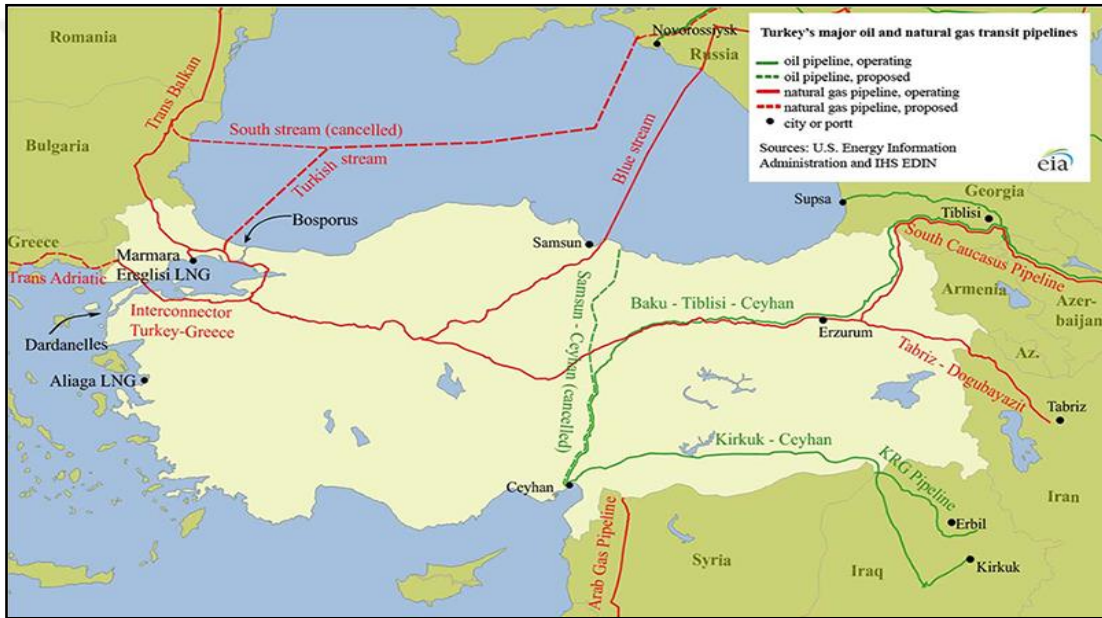 Romania
Novorossiysk
Russia
Turkey's major oil and natural gas transit pipelines
oil pipeline, operating
oil pipeline, proposed
natural gas pipeline, operating
natural gas pipeline, proposed
city or portt
Sources: U.S. Energy Information
Administration and IHS EDIN
eia
Trans Balkan
South stream (cancelled)
Turkish stream
Blue stream
Bulgaria
Bosporus
Georgia
Supsa
Tiblisi
South Caucasus Pipeline
Greece
Marmara
Ereglisi LNG
Samsun
Trans Adriatic
Armenia
Azer-
baijan
Interconnector
Turkey-Greece
Samsun - Ceyhan (cancelled)
Baku - Tiblisi - Ceyhan
Erzurum
Dardanelles
Az.
Aliaga LNG
Tabriz - Dogubayazit
Tabriz
Kirkuk - Ceyhan
KRG Pipeline
Ceyhan
Iran
Erbil
Arab Gas Pipeline
Syria
Iraq
Kirkuk